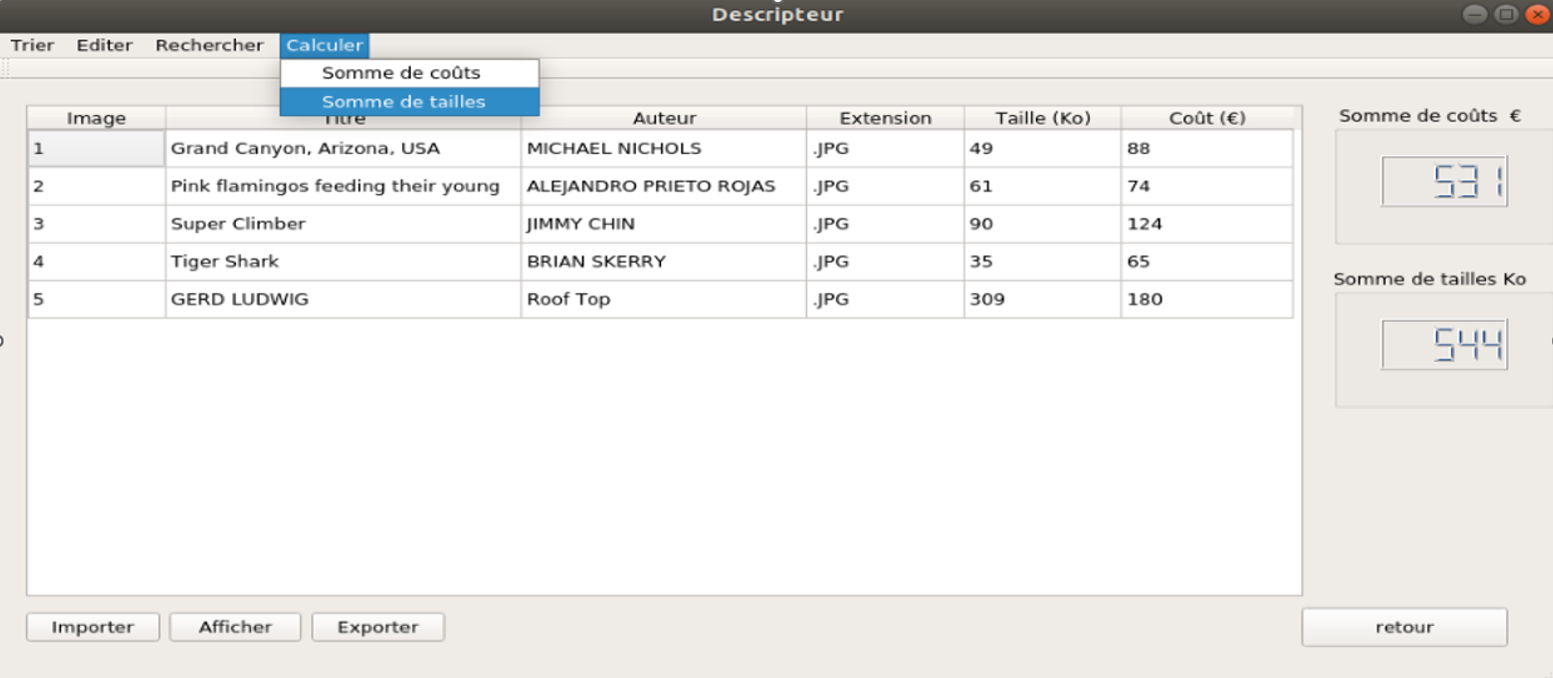 Descripteur
Trier Editer Rechercher Calculer
Somme de coûts
Somme de tailles
Image Titre Auteur Extension Taille (Ko) Coût (€)
1 Grand Canyon, Arizona, USA MICHAEL NICHOLS .JPG 49 88
2 Pink flamingos feeding their young ALEJANDRO PRIETO ROJAS .JPG 61 74
3 Super Climber JIMMY CHIN .JPG 90 124
4 Tiger Shark BRIAN SKERRY .JPG 35 65
5 GERD LUDWIG Roof Top .JPG 309 180
Somme de coûts €
531
Somme de tailles Ko
544
Importer Afficher Exporter retour